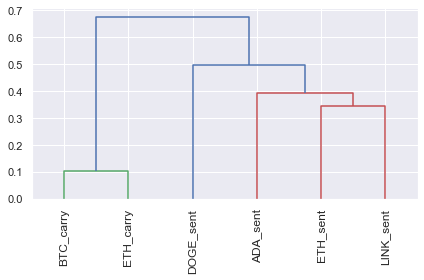 0.7
0.6
0.5
0.4
0.3
0.2
0.1
0.0
BTC_carry
ETH_carry
DOGE_sent
ADA_sent
ETH_sent
LINK_sent